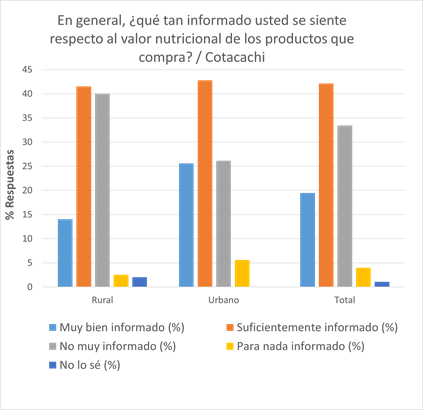 En general, ¿qué tan informado usted se siente
respecto al valor nutricional de los productos que
compra? / Cotacachi
45
40
35
30
25
20
15
10
5
0
% Respuestas
Rural Urbano Total
Muy bien informado (%) Suficientemente informado (%)
No muy informado (%) Para nada informado (%)
No lo sé (%)